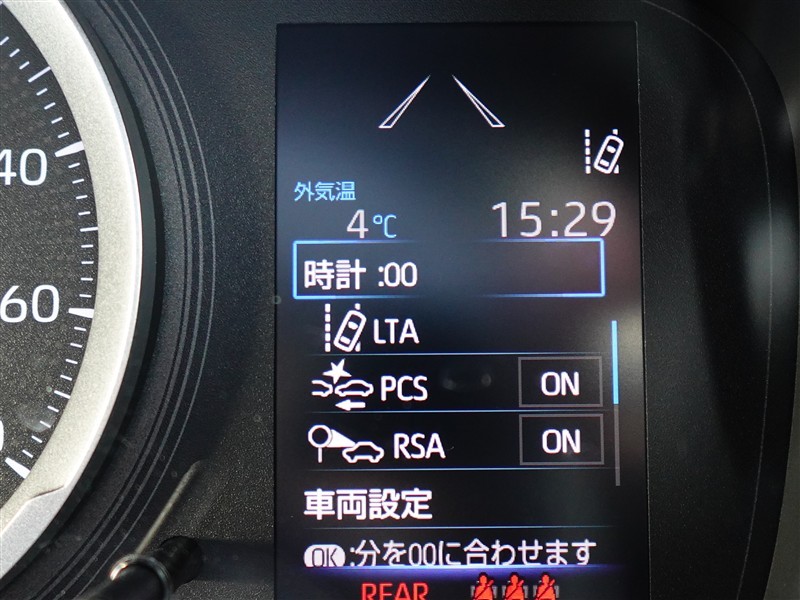 40
60
外気温
4℃
15:29
時計 :00
LTA
PCS ON
RSA ON
車両設定
OK :分を00に合わせます
REAR